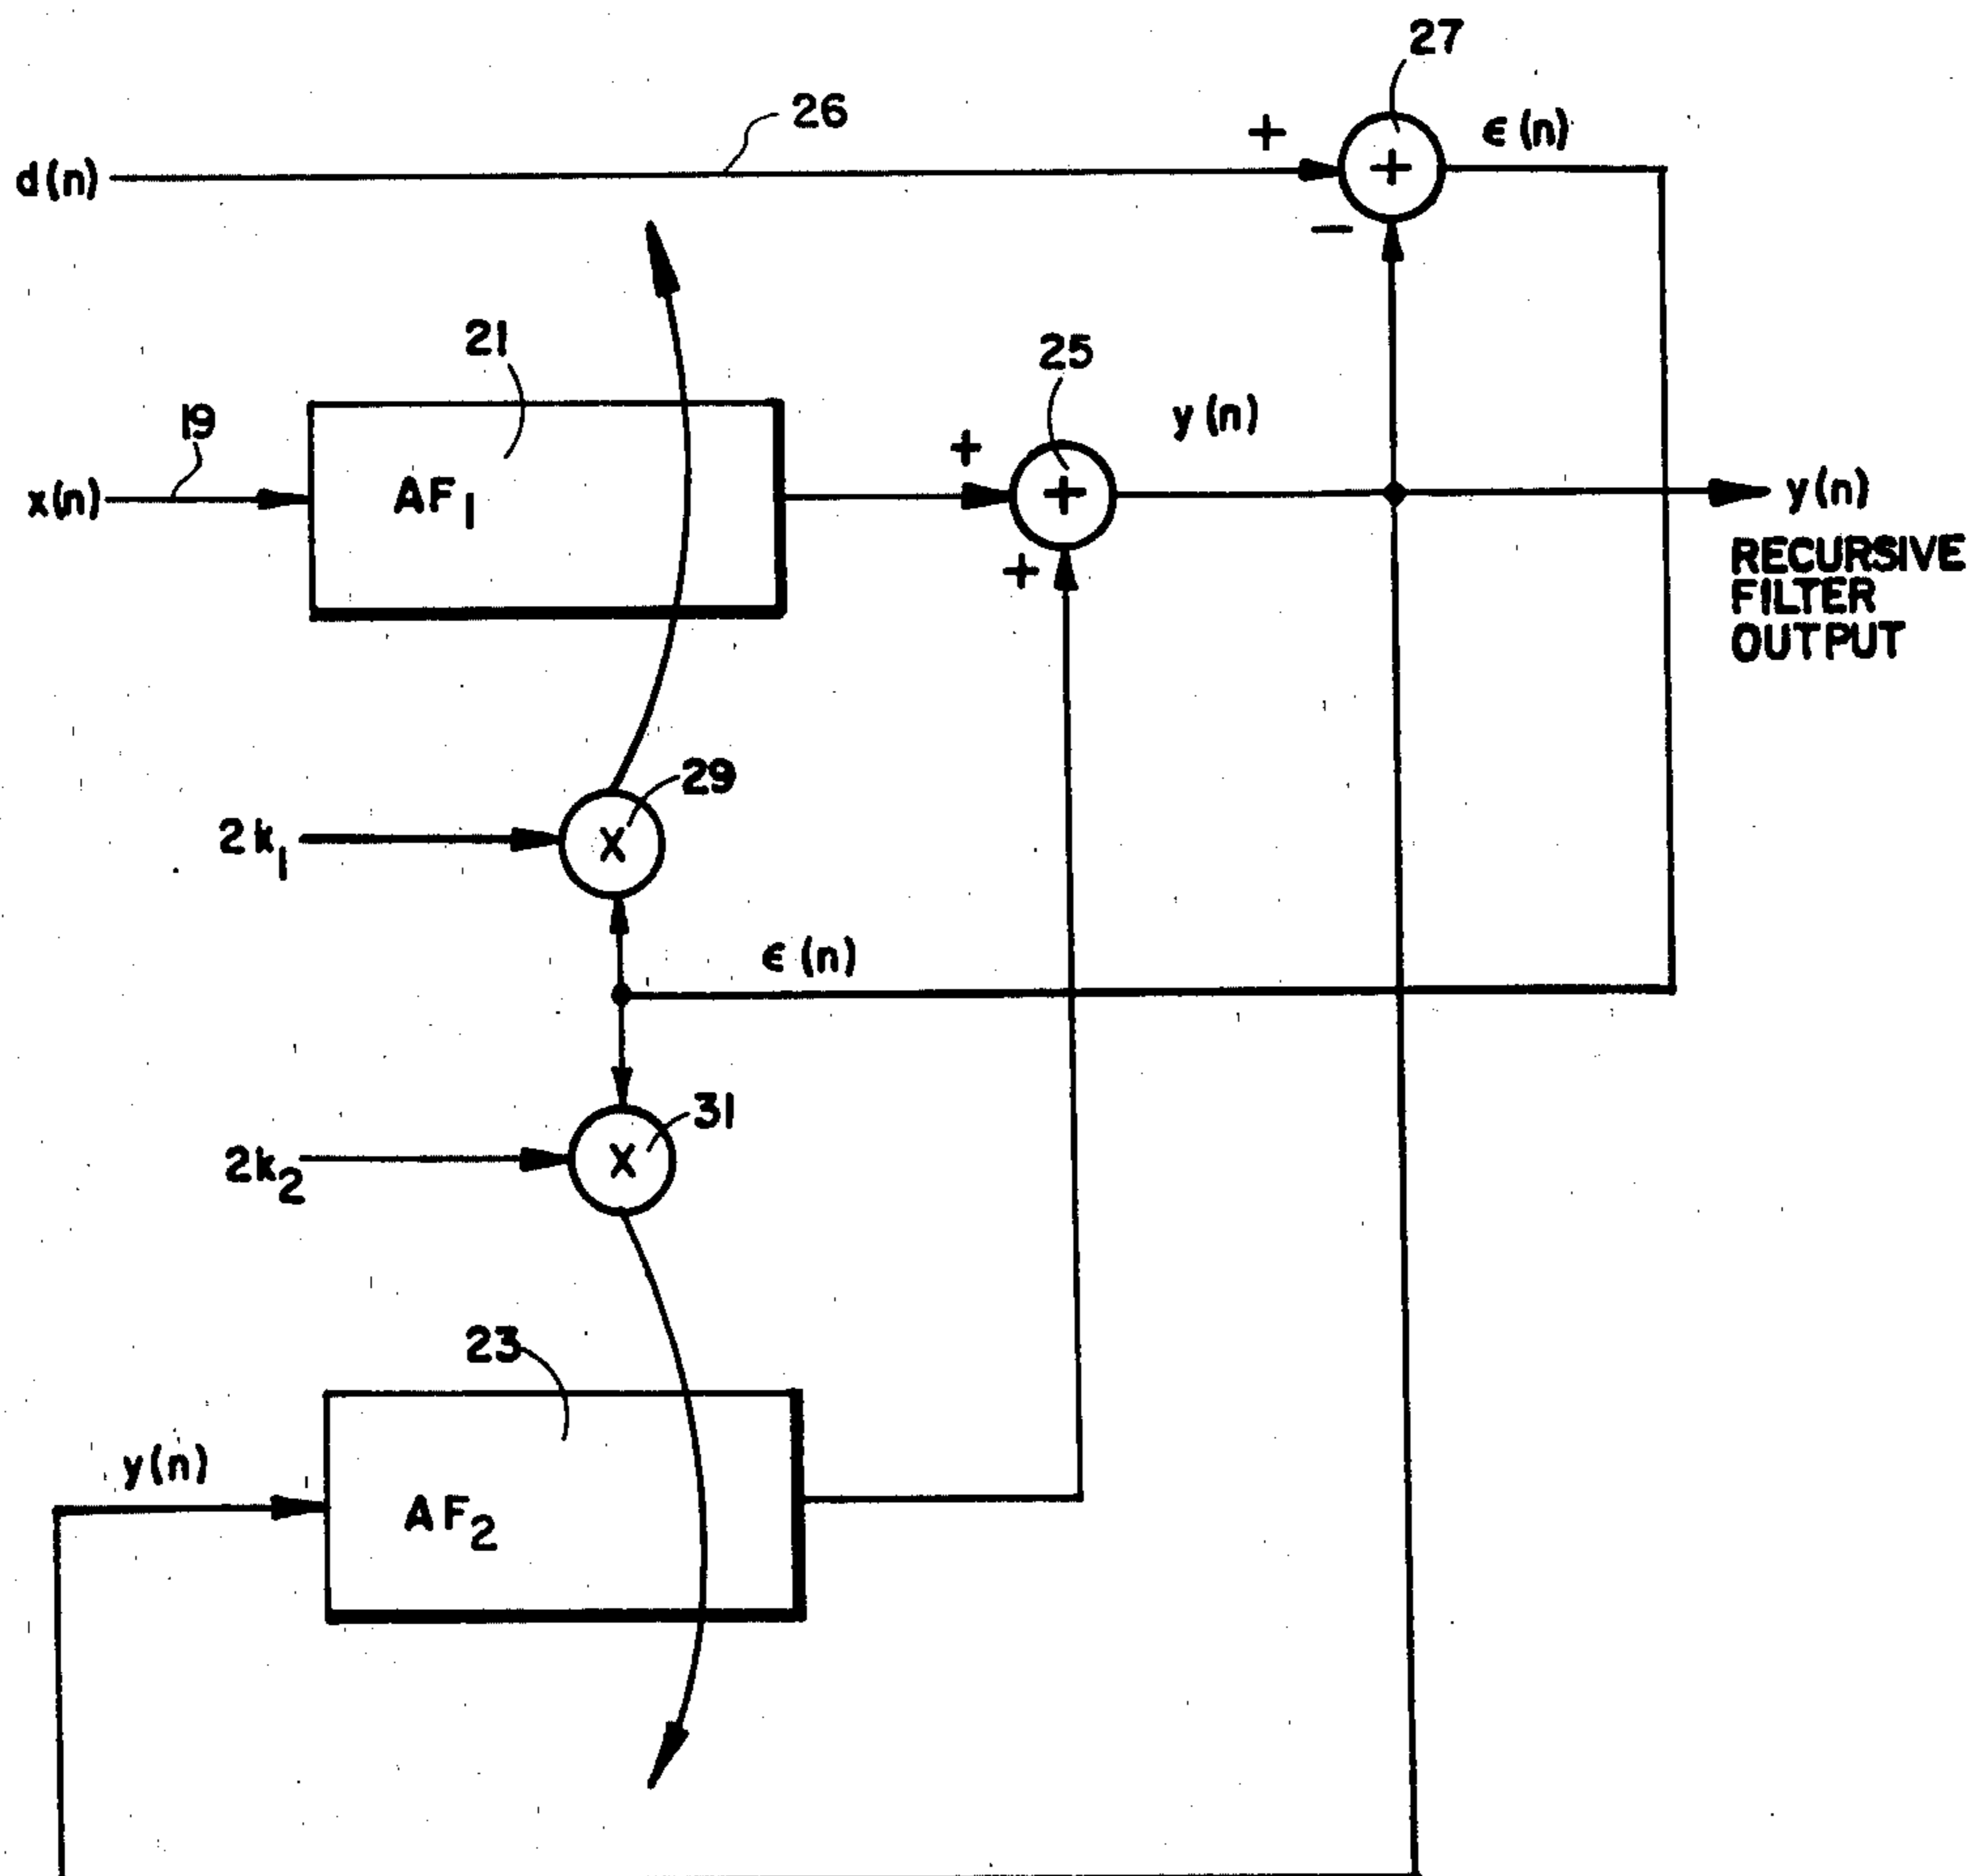 27
26
+
ϵ(n)
d(n)
+
−
21
25
19
y(n)
+
x(n)
AF₁
+
y(n)
+
RECURSIVE
FILTER
OUTPUT
29
2k₁
X
ϵ(n)
31
2k₂
X
23
y(n)
AF₂